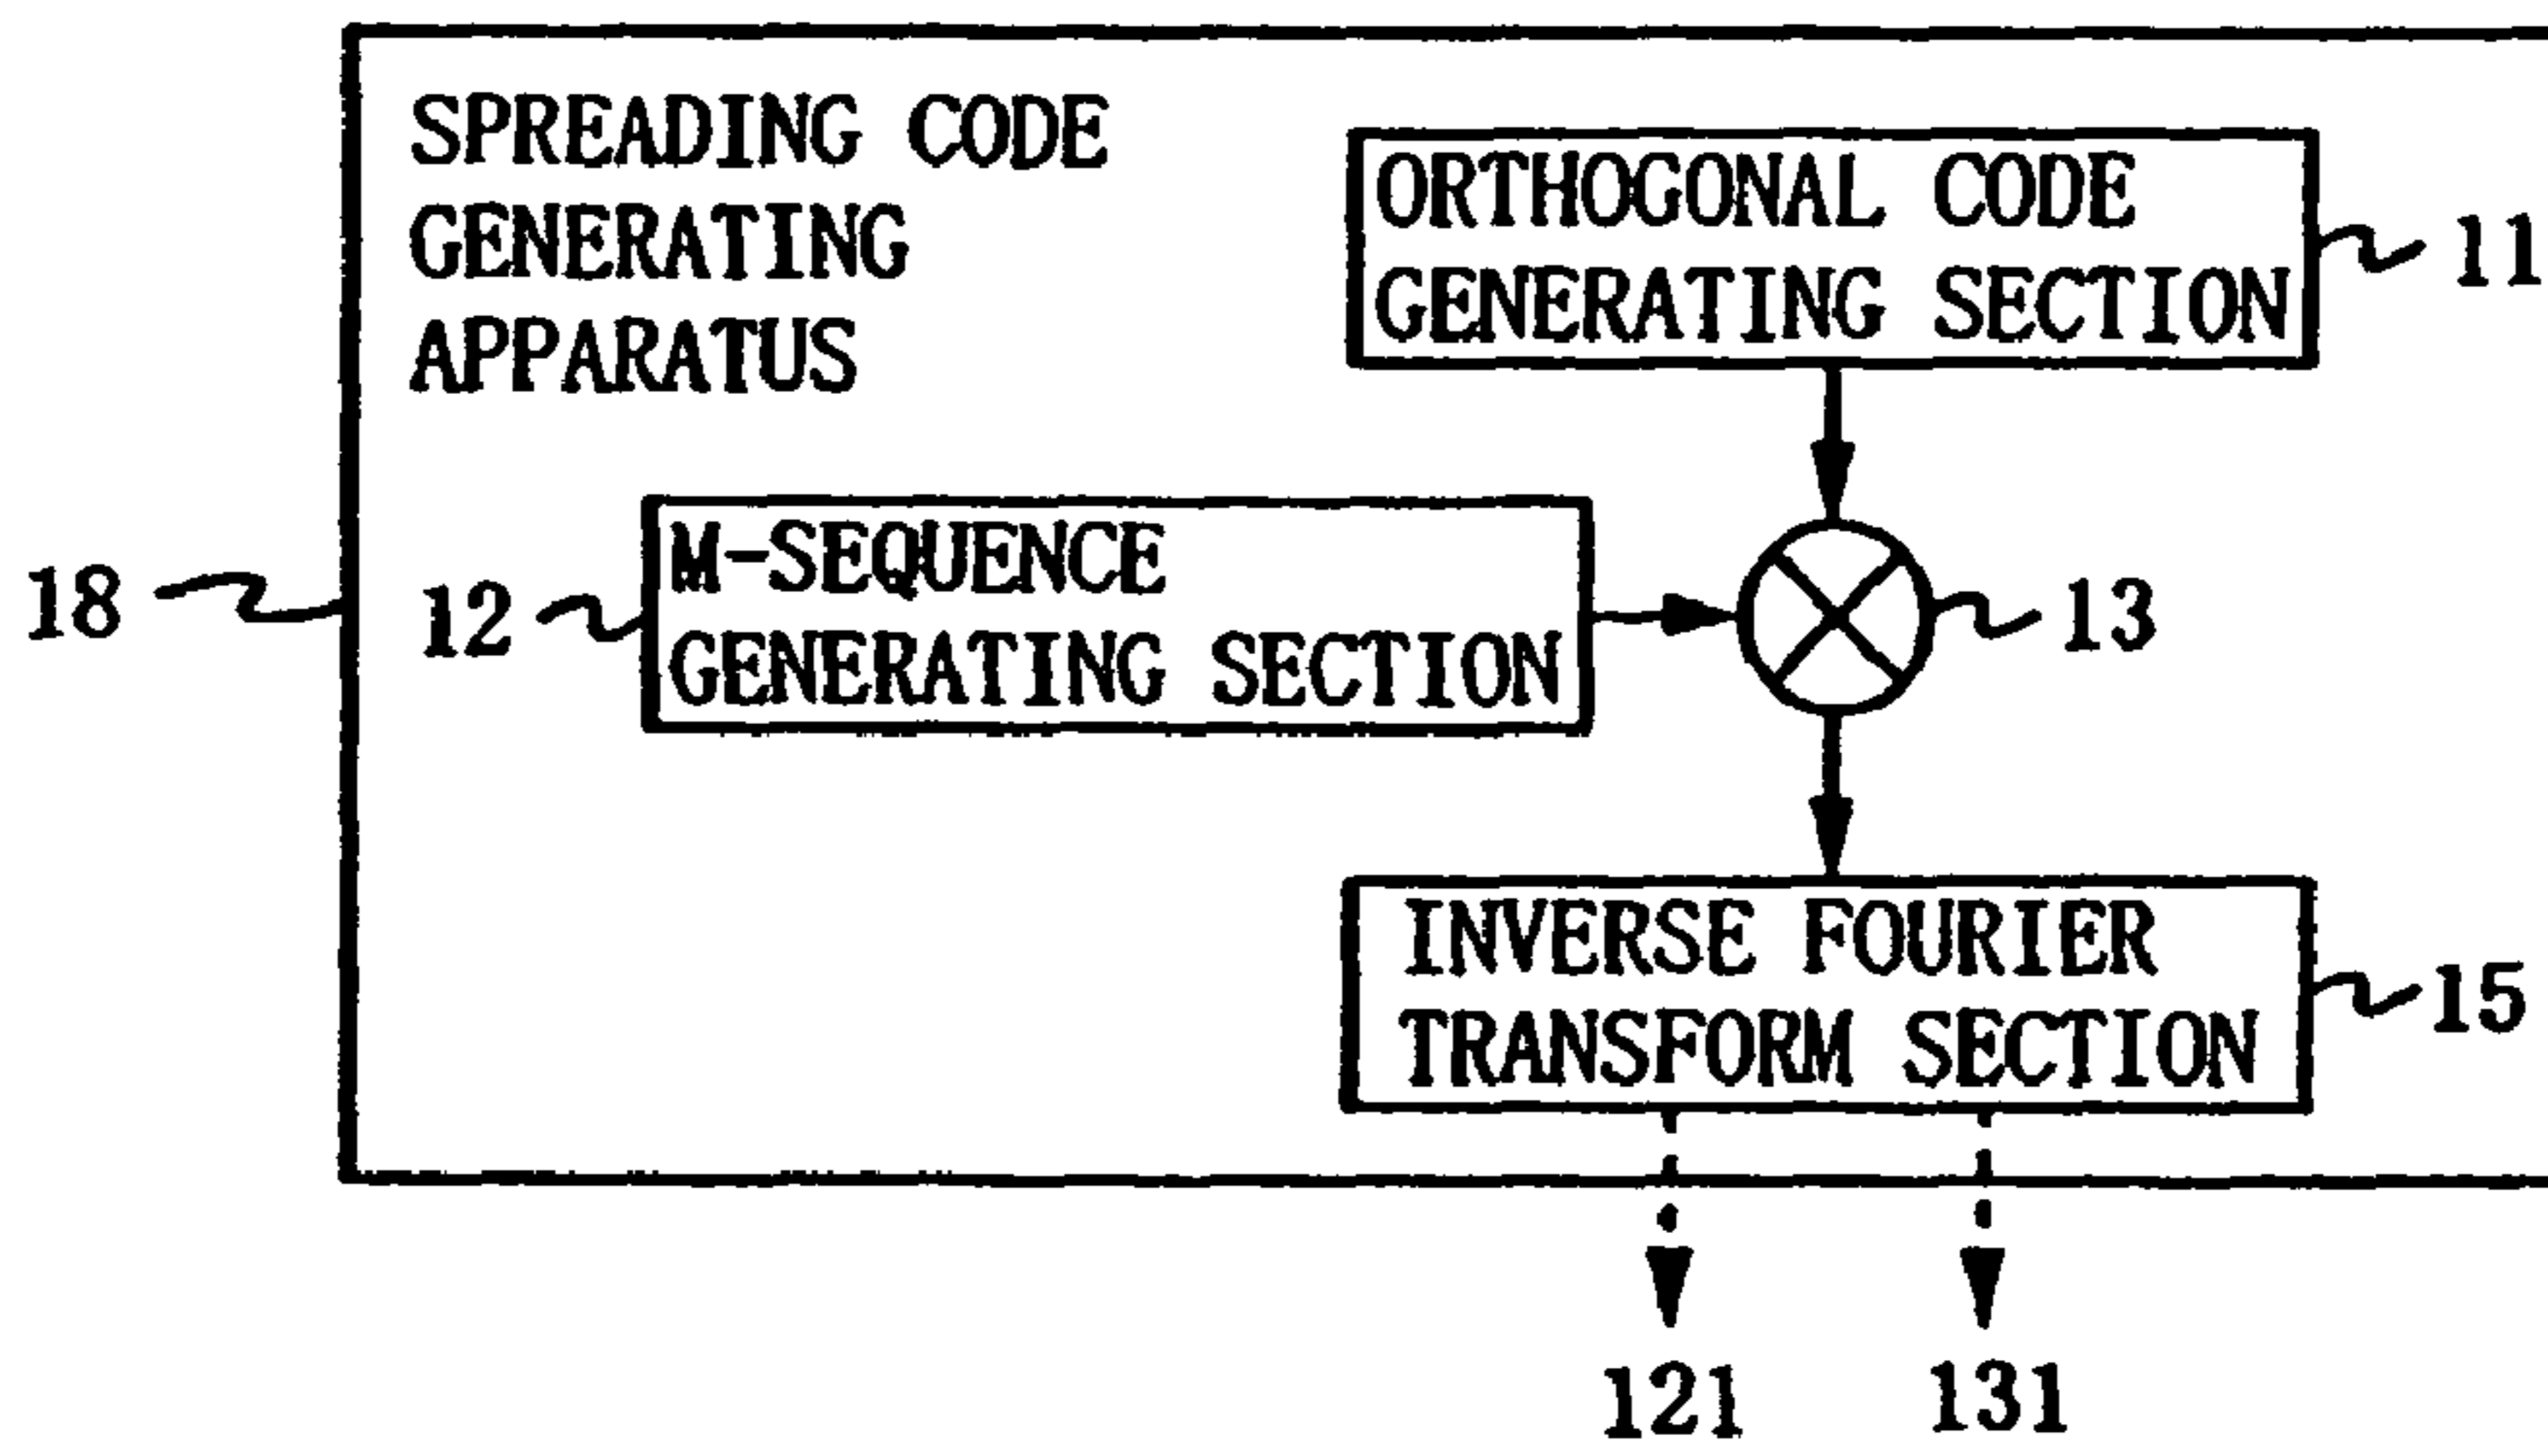 SPREADING CODE
GENERATING
APPARATUS
ORTHOGONAL CODE
GENERATING SECTION
11
M-SEQUENCE
GENERATING SECTION
18
12
13
INVERSE FOURIER
TRANSFORM SECTION
15
121
131